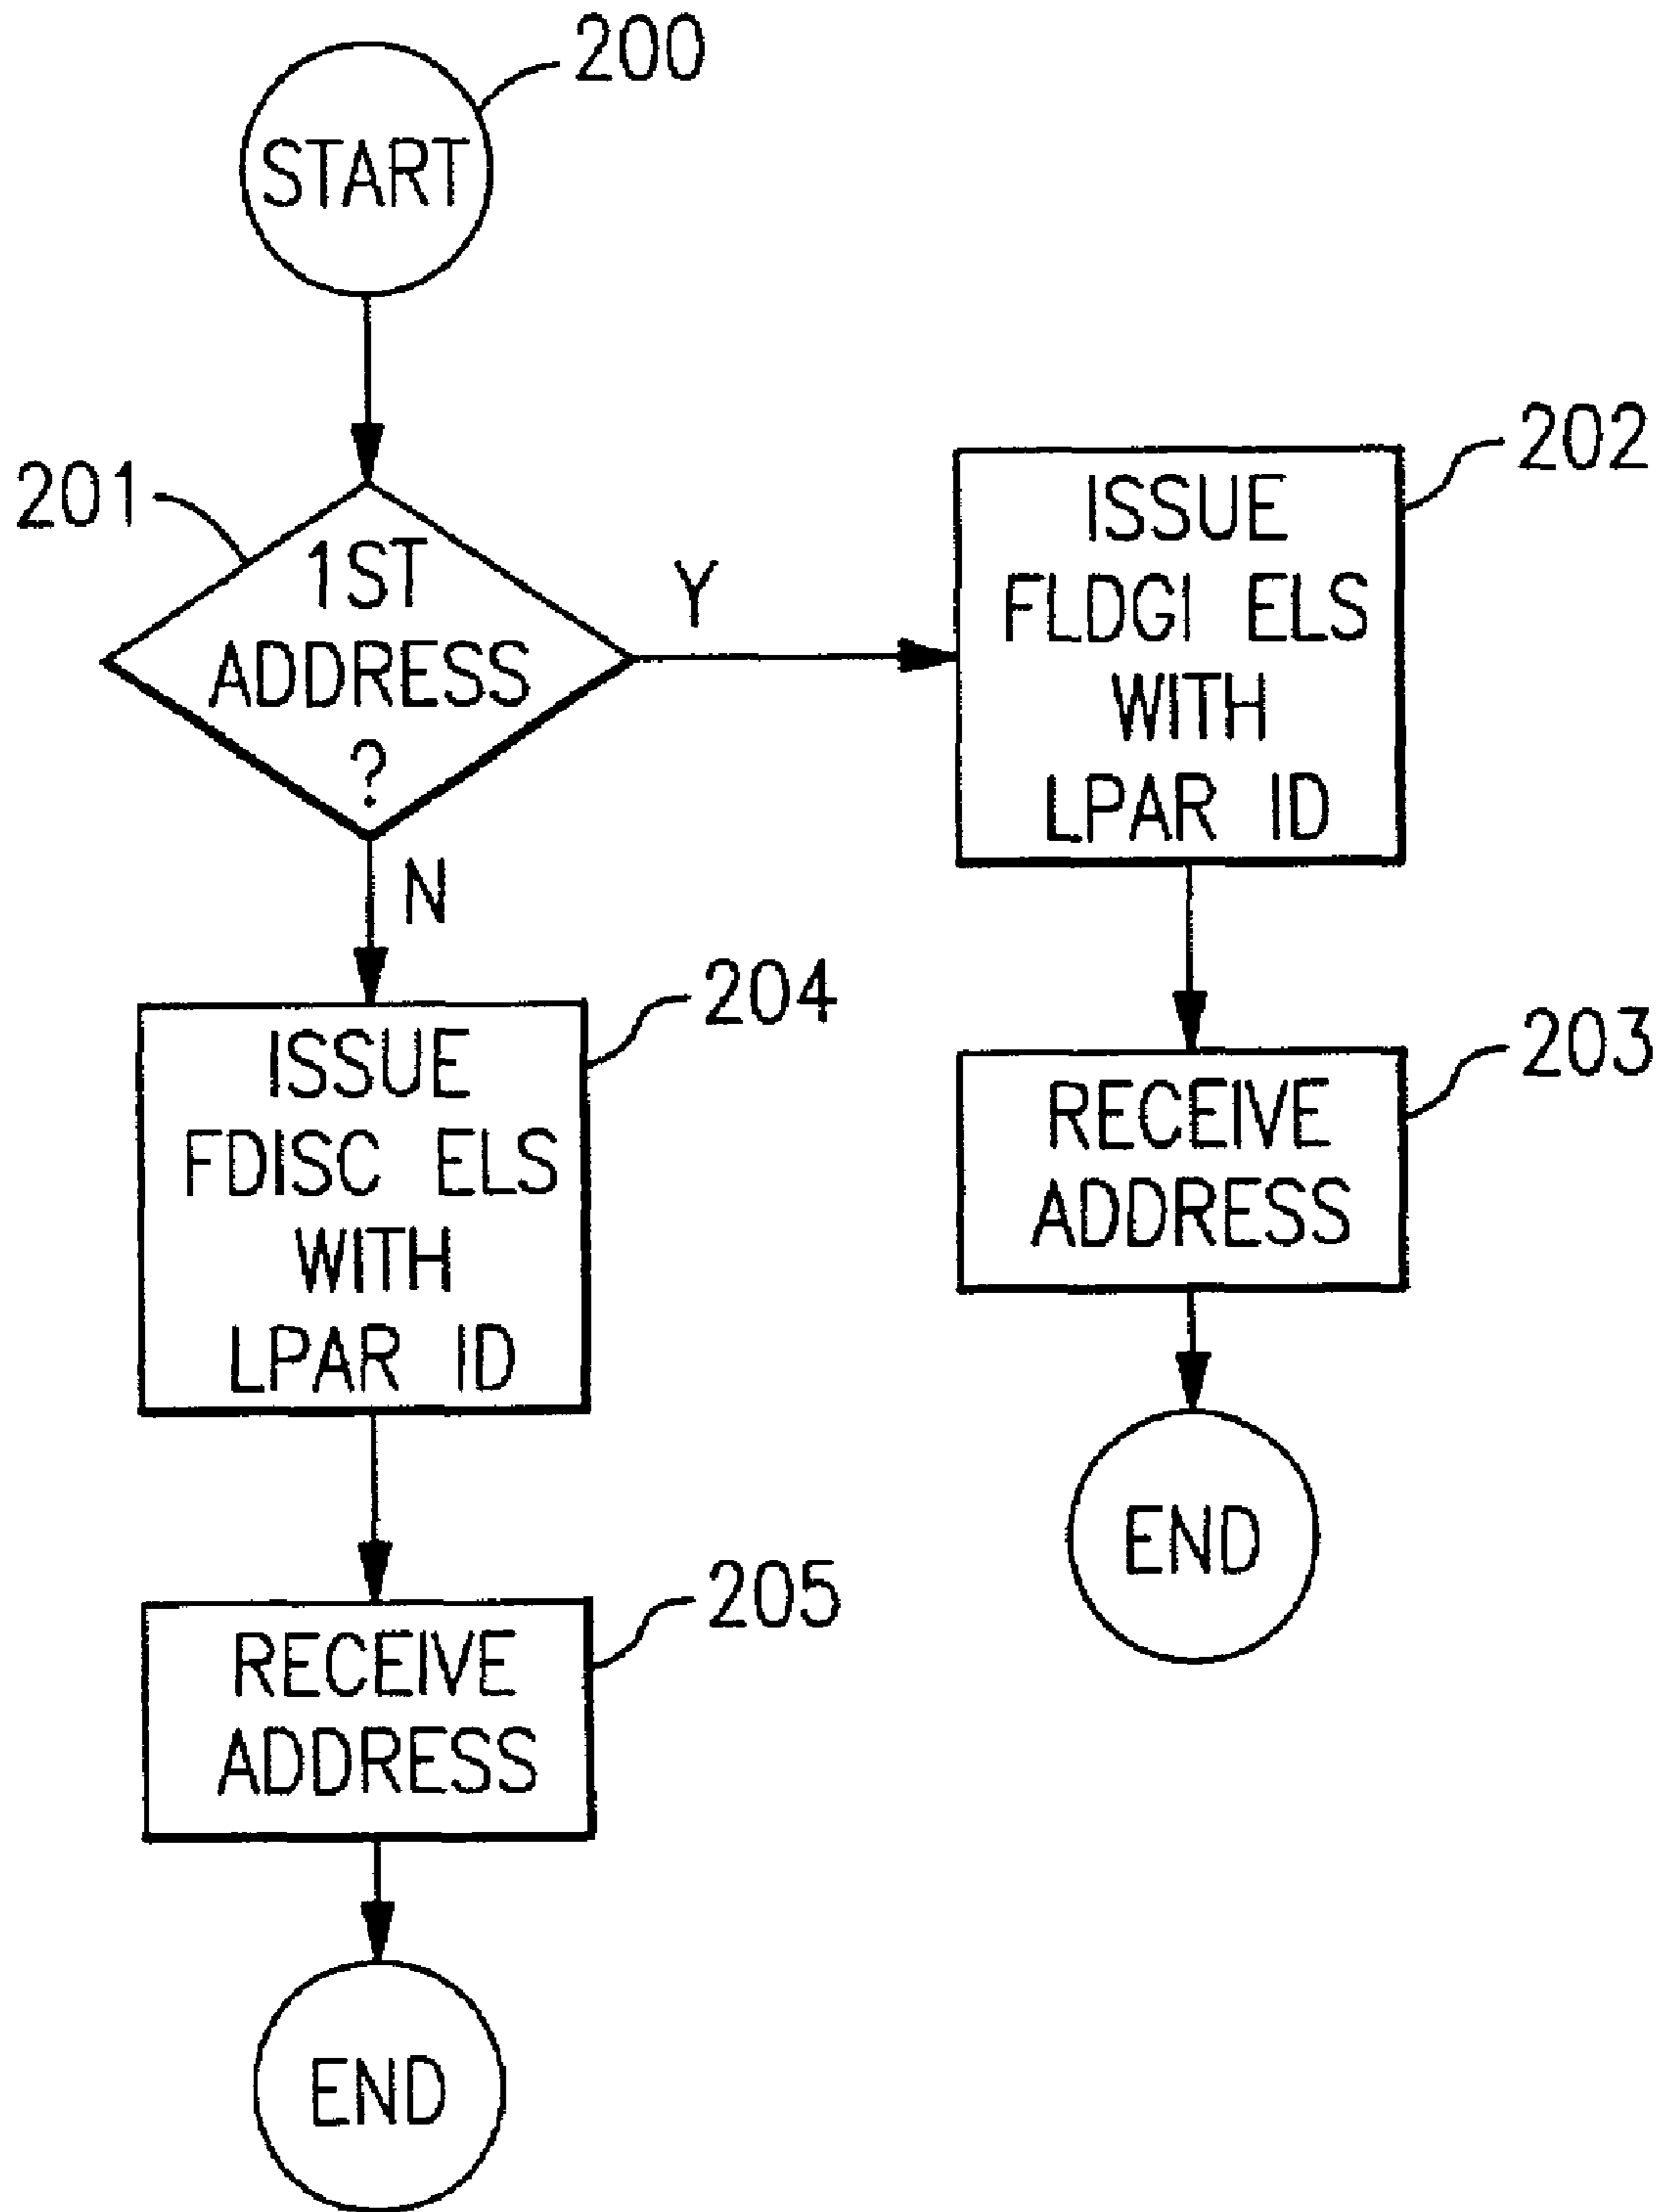 200
START
201
1ST
ADDRESS
?
Y
N
202
ISSUE
FLDGI ELS
WITH
LPAR ID
203
RECEIVE
ADDRESS
END
204
ISSUE
FDISC ELS
WITH
LPAR ID
205
RECEIVE
ADDRESS
END